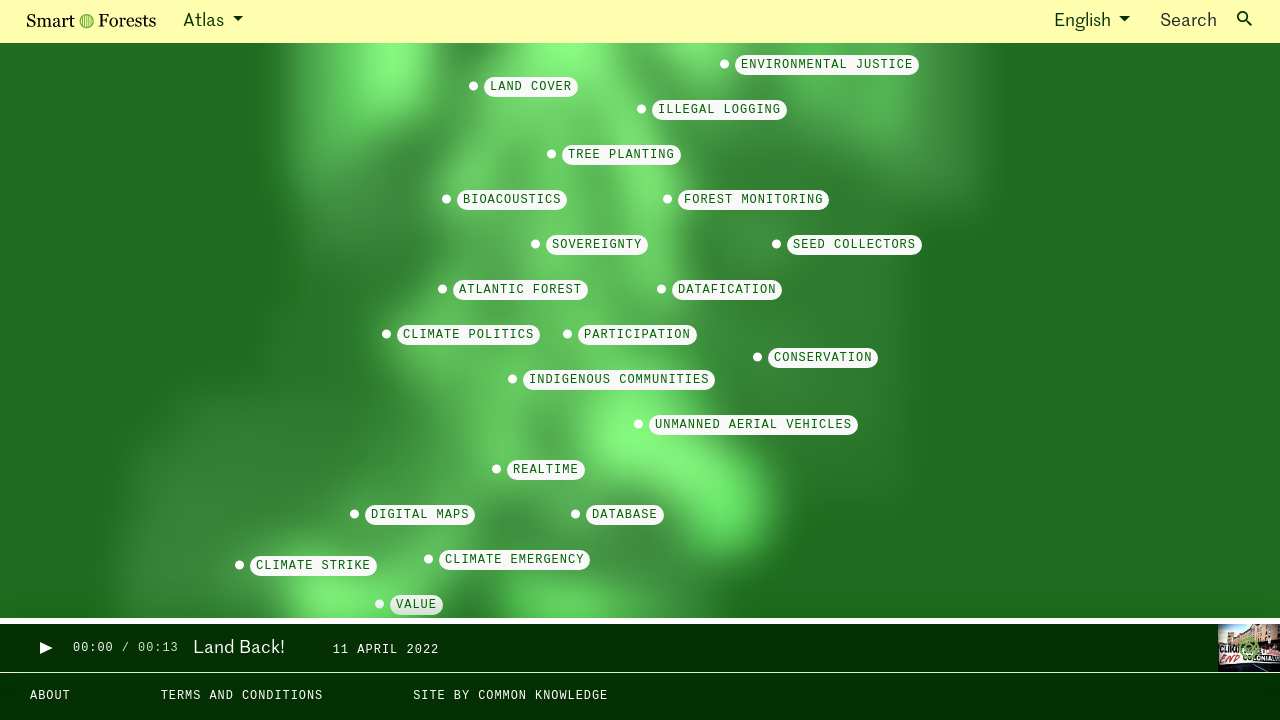 Smart Forests Atlas English Search
ENVIRONMENTAL JUSTICE
LAND COVER
ILLEGAL LOGGING
TREE PLANTING
BIOACOUSTICS FOREST MONITORING
SOVEREIGNTY SEED COLLECTORS
ATLANTIC FOREST DATAFICATION
CLIMATE POLITICS PARTICIPATION
CONSERVATION
INDIGENOUS COMMUNITIES
UNMANNED AERIAL VEHICLES
REALTIME
DIGITAL MAPS DATABASE
CLIMATE EMERGENCY
CLIMATE STRIKE
VALUE
00:00 / 00:13 Land Back! 11 APRIL 2022
END COLONIAL
ABOUT TERMS AND CONDITIONS SITE BY COMMON KNOWLEDGE